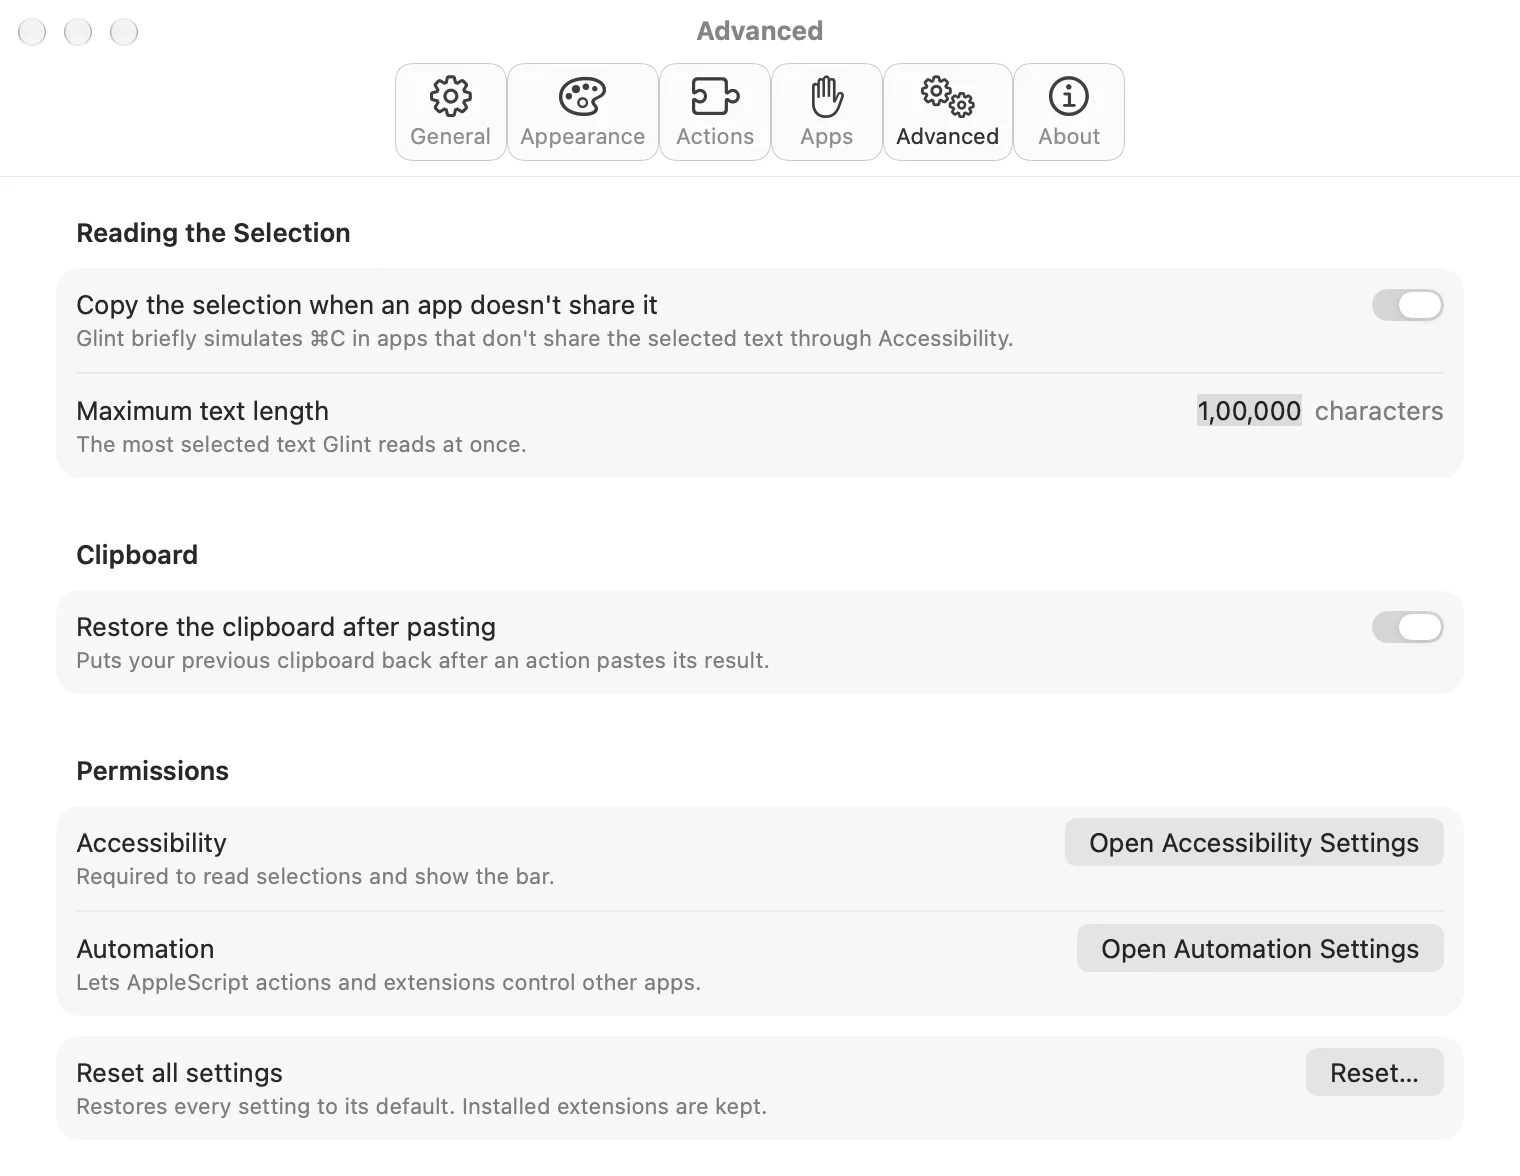 Advanced
General
Appearance
Actions
Apps
Advanced
About
Reading the Selection
Copy the selection when an app doesn't share it
Glint briefly simulates ⌘C in apps that don't share the selected text through Accessibility.
Maximum text length
1,00,000 characters
The most selected text Glint reads at once.
Clipboard
Restore the clipboard after pasting
Puts your previous clipboard back after an action pastes its result.
Permissions
Accessibility
Open Accessibility Settings
Required to read selections and show the bar.
Automation
Open Automation Settings
Lets AppleScript actions and extensions control other apps.
Reset all settings
Reset...
Restores every setting to its default. Installed extensions are kept.